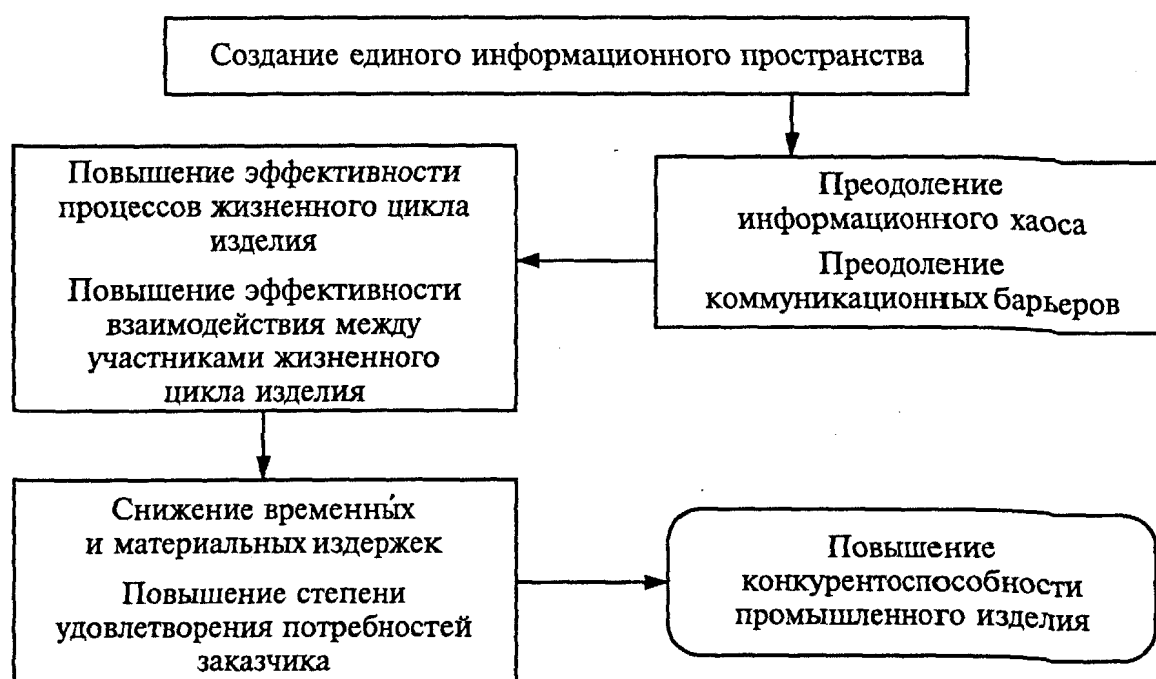 Создание единого информационного пространства
Преодоление
информационного хаоса
Преодоление
коммуникационных барьеров
Повышение эффективности
процессов жизненного цикла
изделия
Повышение эффективности
взаимодействия между
участниками жизненного
цикла изделия
Снижение временны́х
и материальных издержек
Повышение степени
удовлетворения потребностей
заказчика
Повышение
конкурентоспособности
промышленного изделия